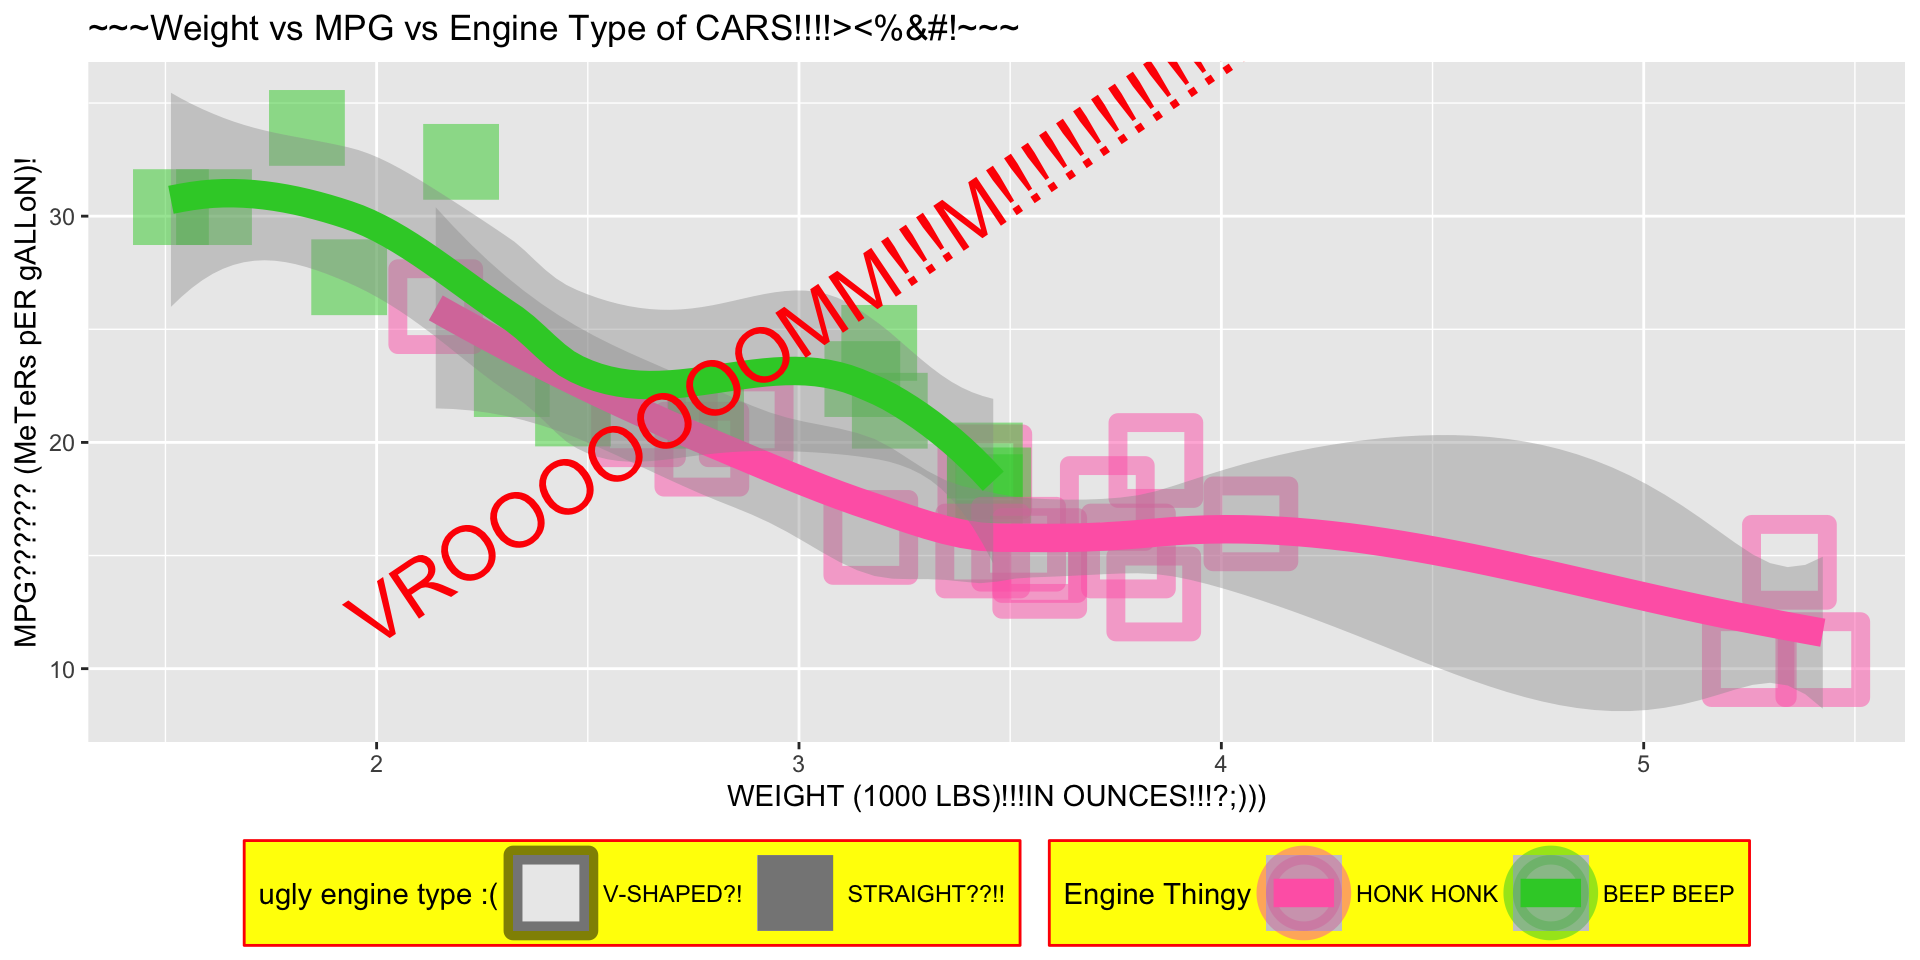 ~~~Weight vs MPG vs Engine Type of CARS!!!!><%&#!~~~
MPG??????? (MeTeRs pER gALLoN)!
30
20
10
VROOOOOOOMM!!!M!!!!!!!!!!!!!
2 3 4 5
WEIGHT (1000 LBS)!!!IN OUNCES!!!?;)))
ugly engine type :( V-SHAPED?! STRAIGHT??!!
Engine Thingy HONK HONK BEEP BEEP